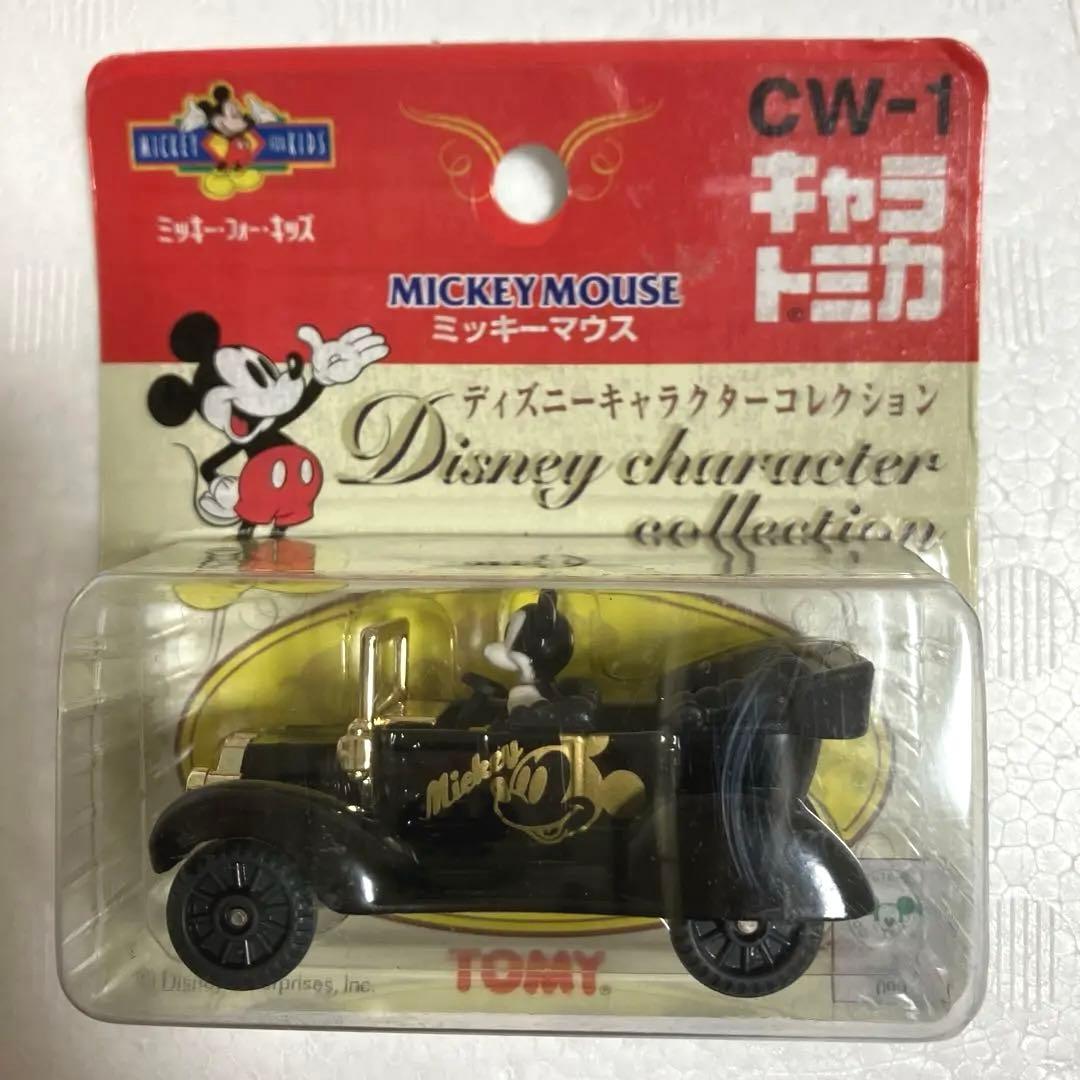 MICKEY FOR KIDS
ミッキー・フォー・キッズ
CW-1
キャラ
トミカ®
MICKEY MOUSE
ミッキーマウス
ディズニーキャラクターコレクション
Disney character
collection
Mickey
TOMY®
© Disney Enterprises, Inc.